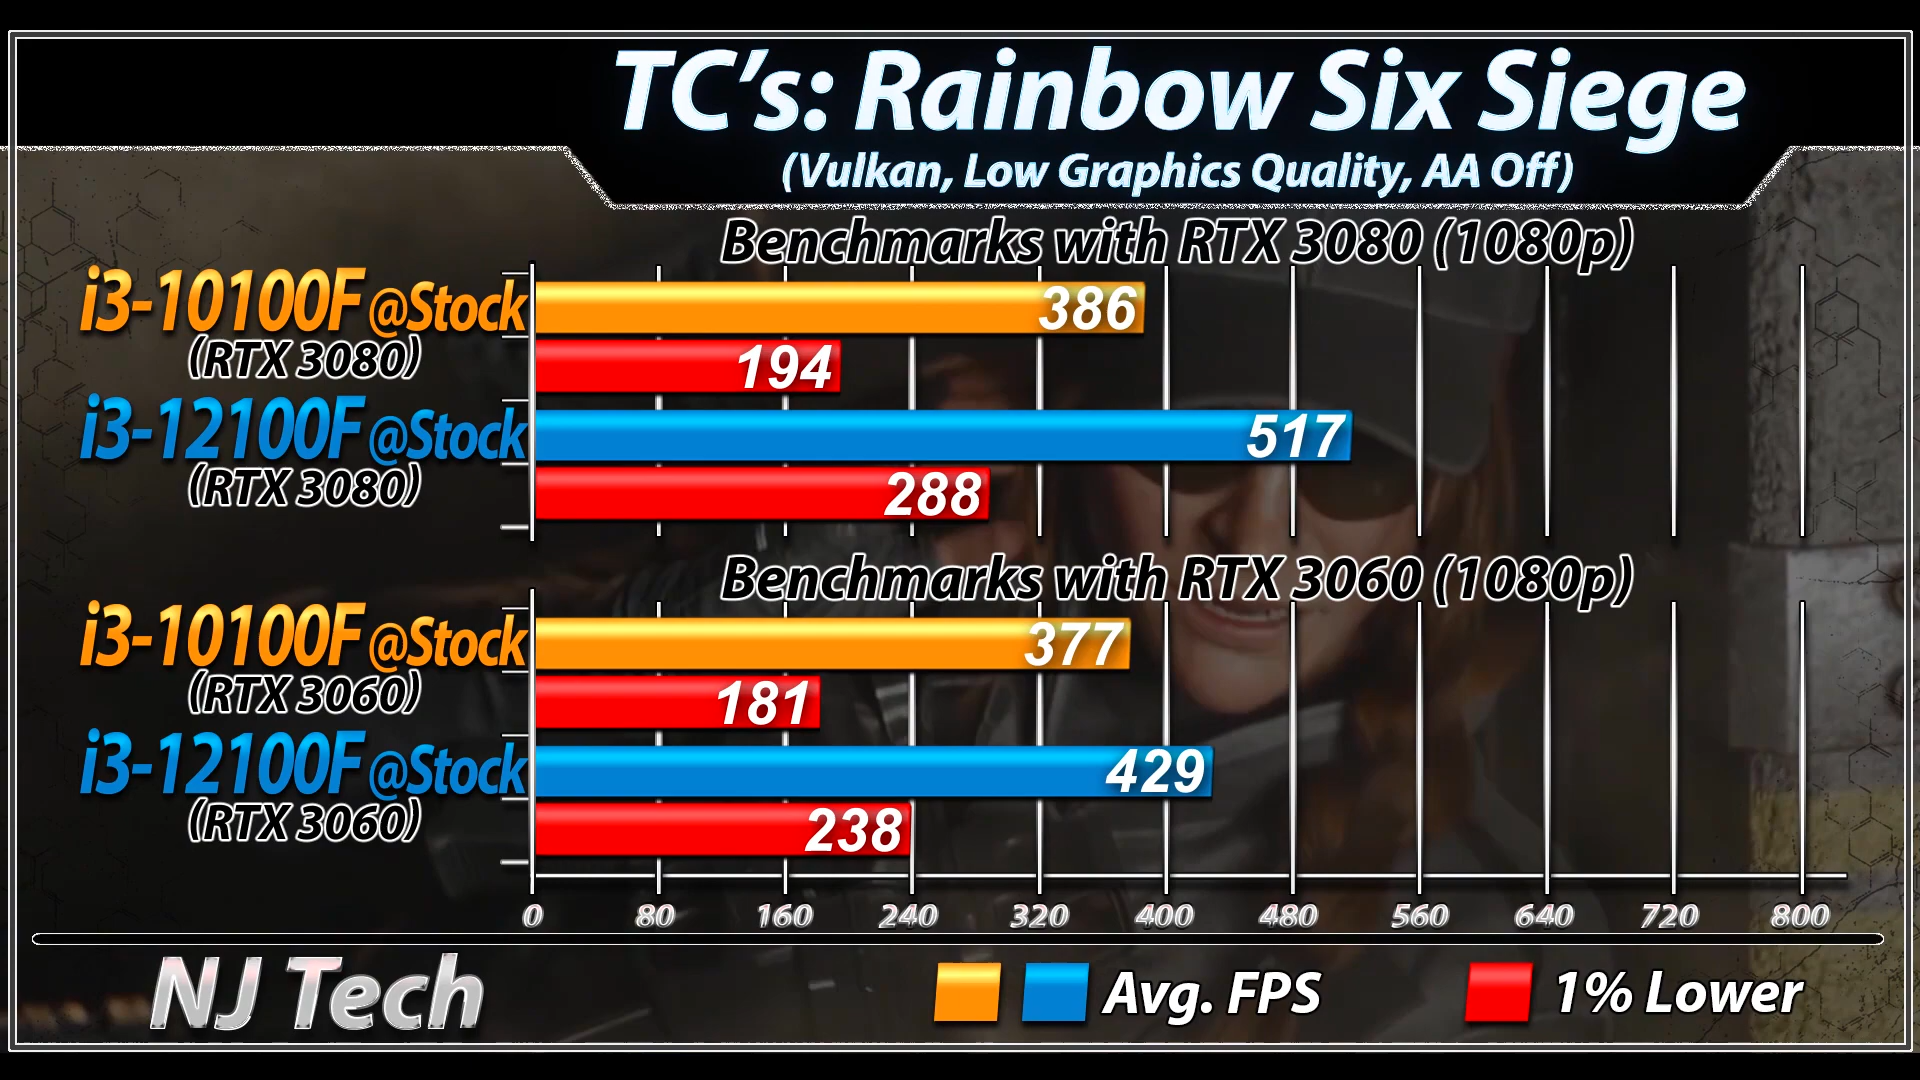 TC's: Rainbow Six Siege
(Vulkan, Low Graphics Quality, AA Off)
Benchmarks with RTX 3080 (1080p)
i3-10100F @Stock
386
(RTX 3080)
194
i3-12100F @Stock
517
(RTX 3080)
288
Benchmarks with RTX 3060 (1080p)
i3-10100F @Stock
377
(RTX 3060)
181
i3-12100F @Stock
429
(RTX 3060)
238
0 80 160 240 320 400 480 560 640 720 800
NJ Tech
Avg. FPS
1% Lower